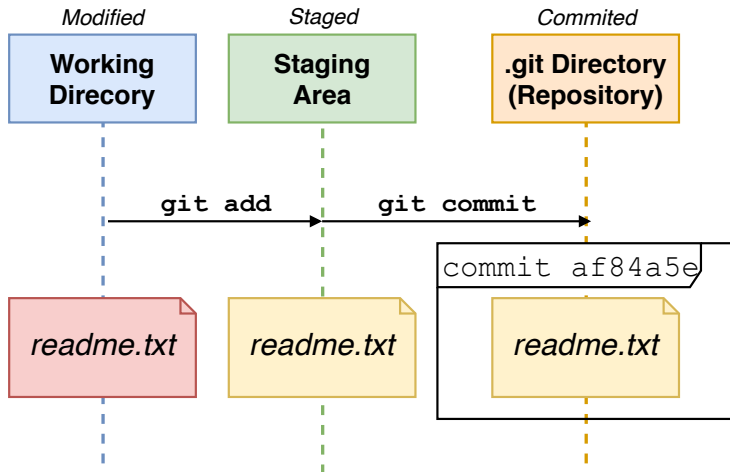 Modified
Staged
Commited
Working
Direcory
Staging
Area
.git Directory
(Repository)
git add
git commit
commit af84a5e
readme.txt
readme.txt
readme.txt